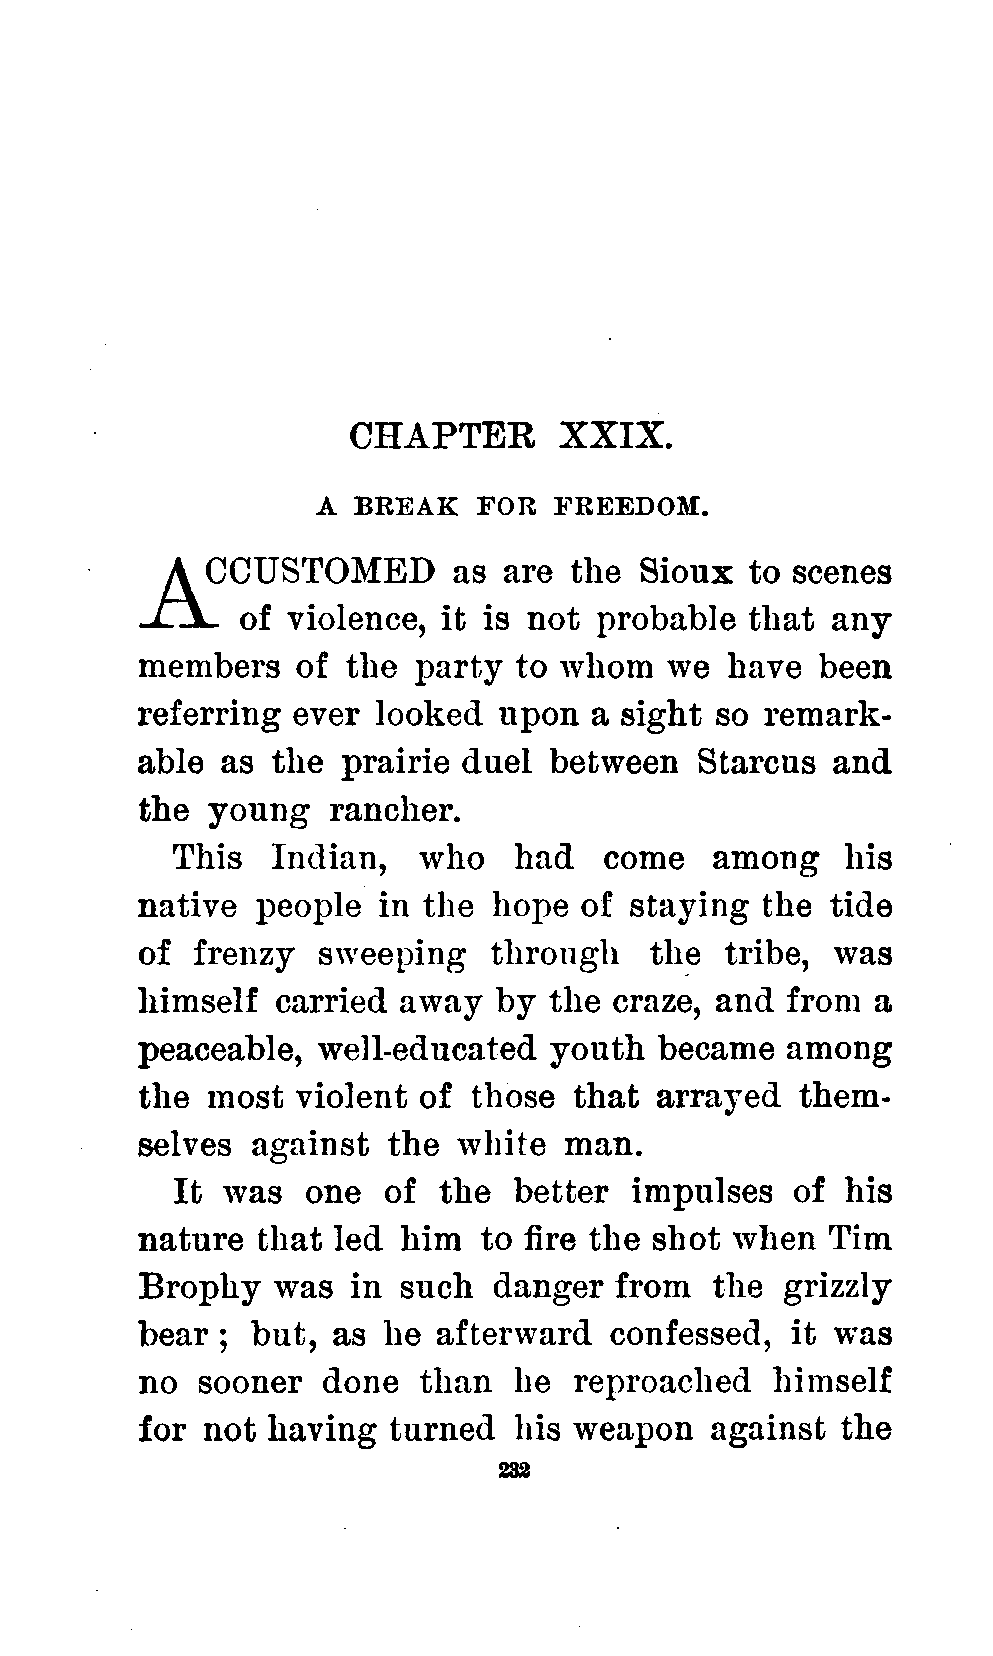 CHAPTER XXIX.
A BREAK FOR FREEDOM.
ACCUSTOMED as are the Sioux to scenes
of violence, it is not probable that any
members of the party to whom we have been
referring ever looked upon a sight so remark-
able as the prairie duel between Starcus and
the young rancher.
This Indian, who had come among his
native people in the hope of staying the tide
of frenzy sweeping through the tribe, was
himself carried away by the craze, and from a
peaceable, well-educated youth became among
the most violent of those that arrayed them-
selves against the white man.
It was one of the better impulses of his
nature that led him to fire the shot when Tim
Brophy was in such danger from the grizzly
bear ; but, as he afterward confessed, it was
no sooner done than he reproached himself
for not having turned his weapon against the
232